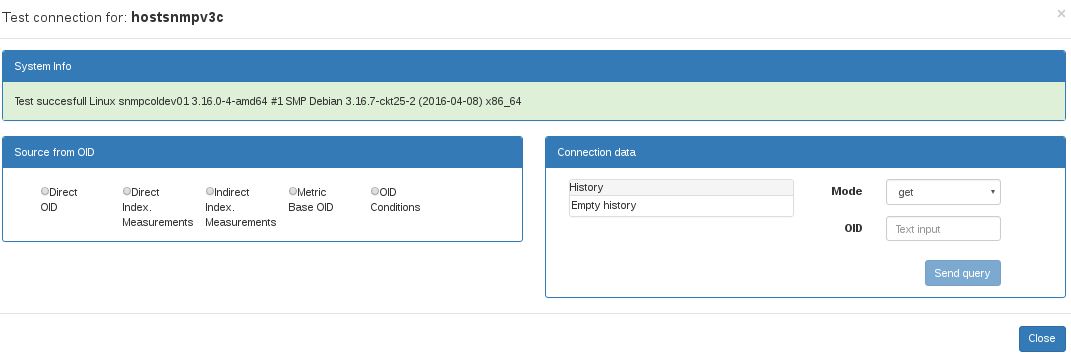 Test connection for: hostsnmpv3c
×
System Info
Test succesfull Linux snmpcoldev01 3.16.0-4-amd64 #1 SMP Debian 3.16.7-ckt25-2 (2016-04-08) x86_64
Source from OID
Direct OID
Direct Index. Measurements
Indirect Index. Measurements
Metric Base OID
OID Conditions
Connection data
History
Empty history
Mode
get
OID
Text input
Send query
Close